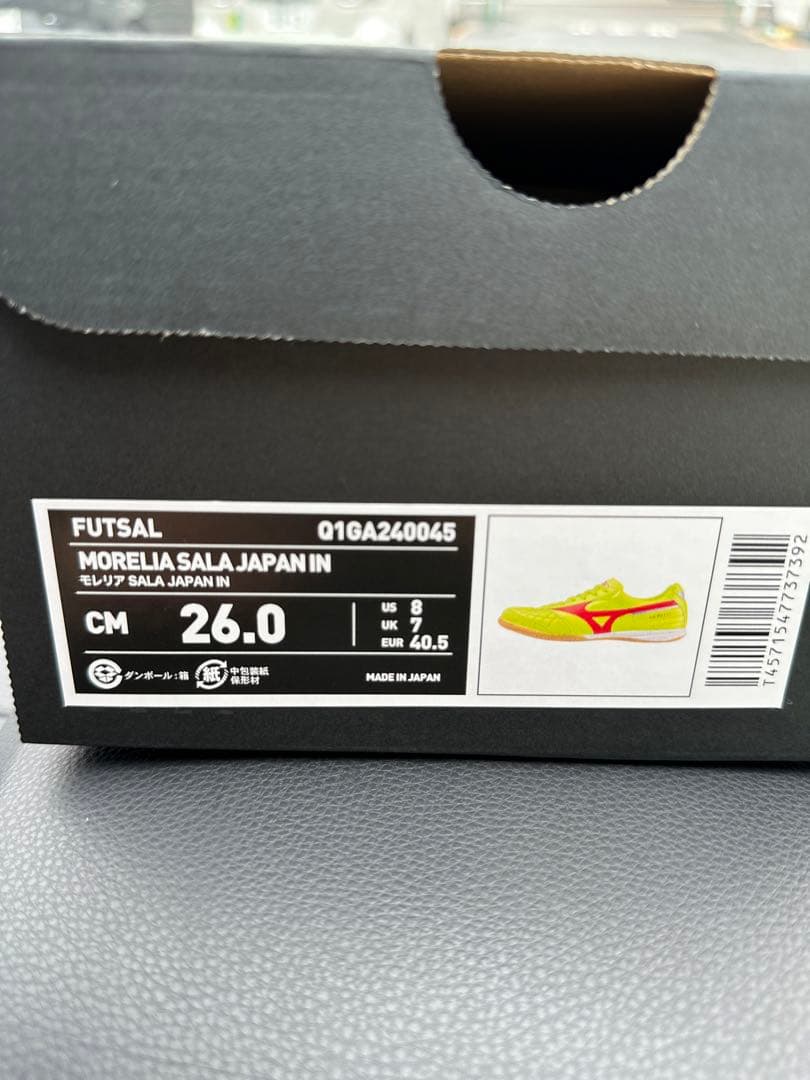 FUTSAL Q1GA240045
MORELIA SALA JAPAN IN
モレリア SALA JAPAN IN
CM 26.0
US 8
UK 7
EUR 40.5
ダンボール:箱
紙 中包装紙
保形材
MADE IN JAPAN
T4571547737392